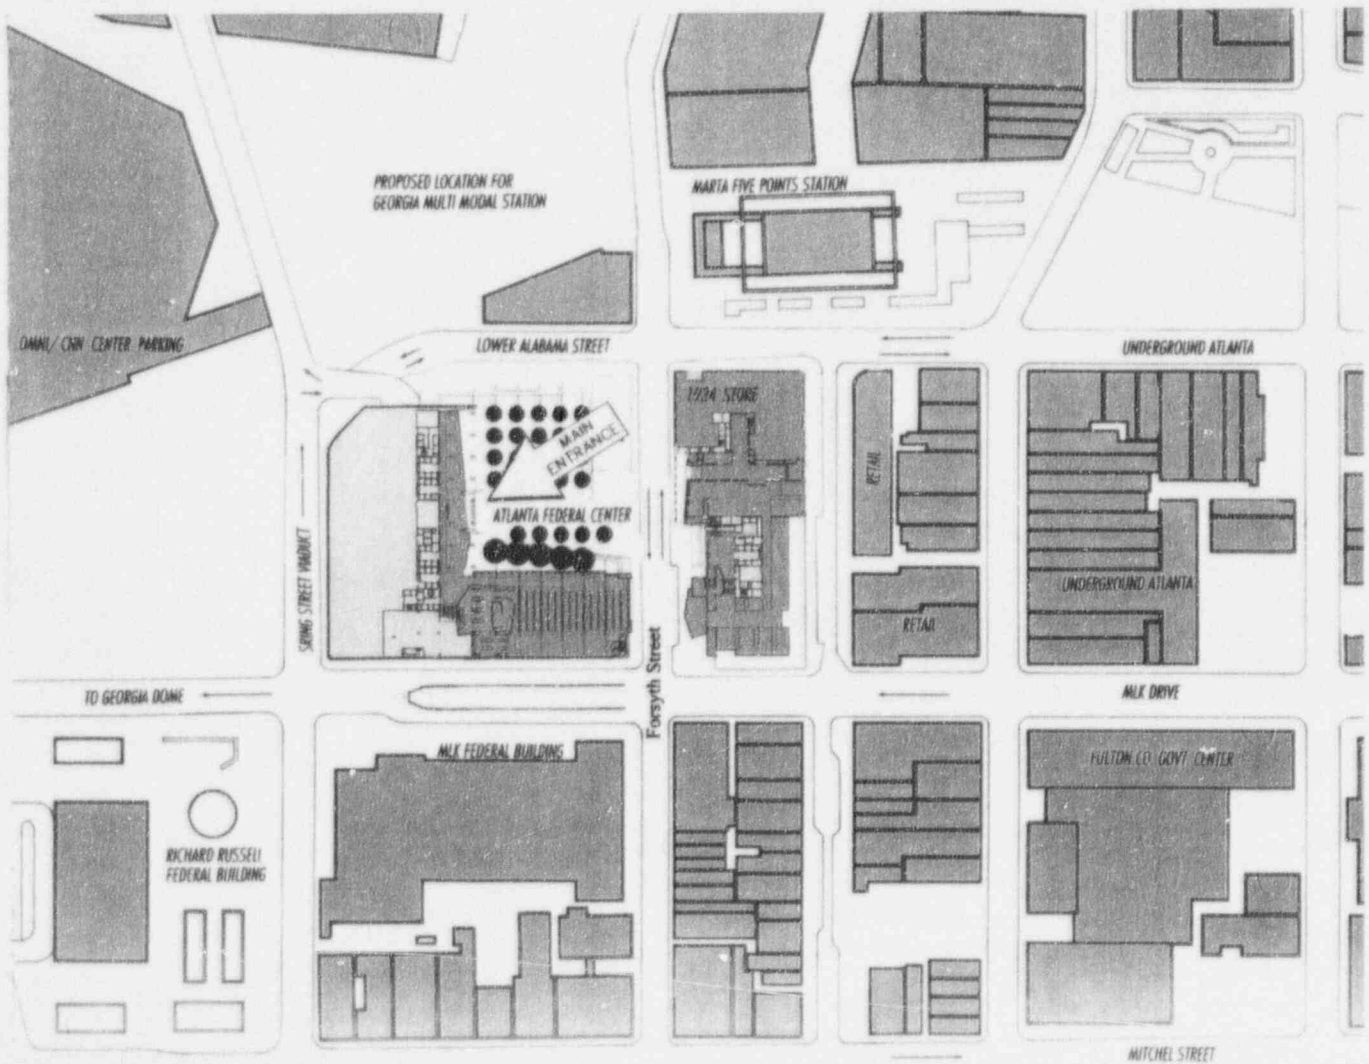 PROPOSED LOCATION FOR
GEORGIA MULTI MODAL STATION
MARTA FIVE POINTS STATION
OMNI/ CNN CENTER PARKING
LOWER ALABAMA STREET
UNDERGROUND ATLANTA
1924 STORE
MAIN
ENTRANCE
RETAIL
ATLANTA FEDERAL CENTER
SRING STREET VIADUCT
UNDERGROUND ATLANTA
RETAIL
Forsyth Street
TO GEORGIA DOME
MLK DRIVE
MLK FEDERAL BUILDING
FULTON CO. GOVT CENTER
RICHARD RUSSELL
FEDERAL BUILDING
MITCHEL STREET